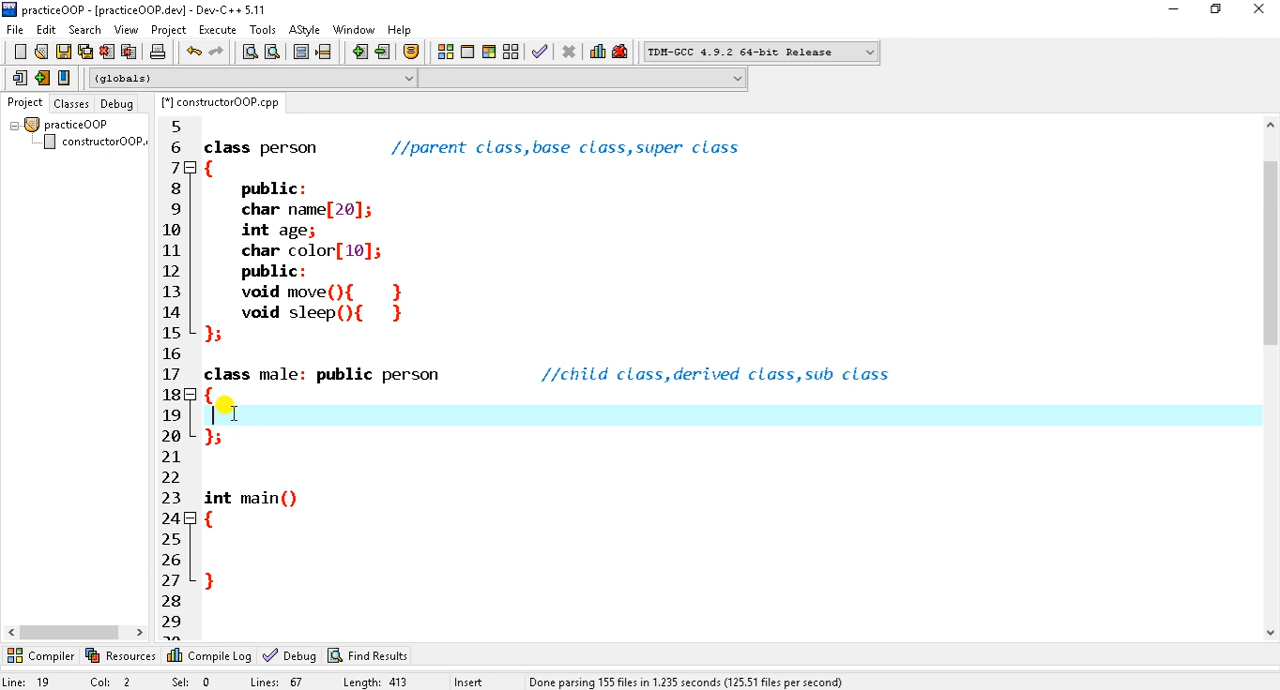 practiceOOP - [practiceOOP.dev] - Dev-C++ 5.11
File Edit Search View Project Execute Tools AStyle Window Help
TDM-GCC 4.9.2 64-bit Release
(globals)
Project Classes Debug [*] constructorOOP.cpp
practiceOOP
constructorOOP.
5
6 class person //parent class,base class,super class
7 {
8 public:
9 char name[20];
10 int age;
11 char color[10];
12 public:
13 void move(){ }
14 void sleep(){ }
15 };
16
17 class male: public person //child class,derived class,sub class
18 {
19
20 };
21
22
23 int main()
24 {
25
26
27 }
28
29
Compiler Resources Compile Log Debug Find Results
Line: 19 Col: 2 Sel: 0 Lines: 67 Length: 413 Insert Done parsing 155 files in 1.235 seconds (125.51 files per second)